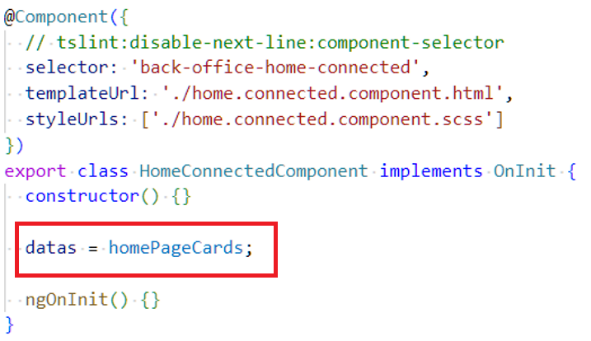 @Component({
// tslint:disable-next-line:component-selector
selector: 'back-office-home-connected',
templateUrl: './home.connected.component.html',
styleUrls: ['./home.connected.component.scss']
})
export class HomeConnectedComponent implements OnInit {
constructor() {}
datas = homePageCards;
ngOnInit() {}
}